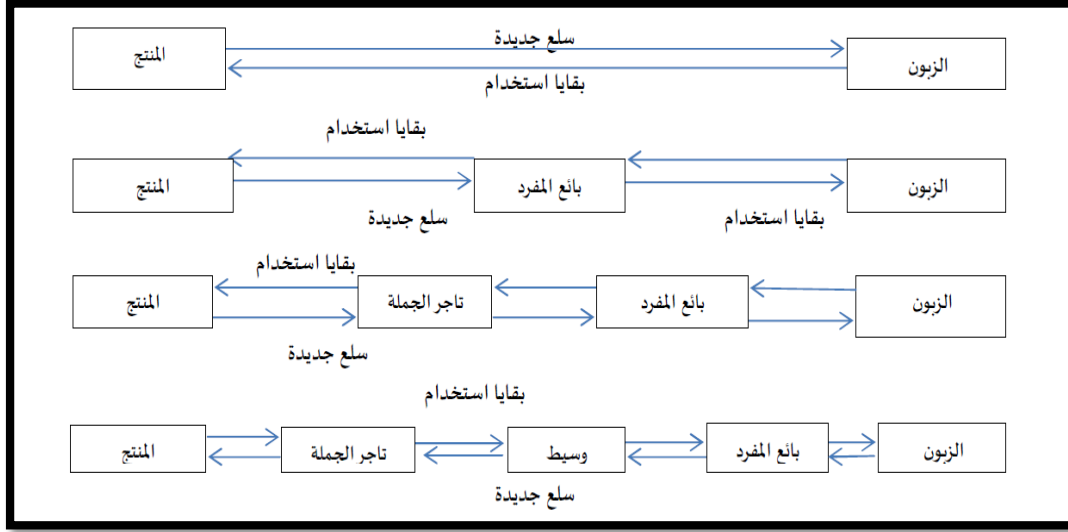 سلع جديدة
المنتج
الزبون
بقايا استخدام
بقايا استخدام
الزبون
بائع المفرد
المنتج
بقايا استخدام
سلع جديدة
بقايا استخدام
الزبون
بائع المفرد
تاجر الجملة
المنتج
سلع جديدة
بقايا استخدام
الزبون
بائع المفرد
وسيط
تاجر الجملة
المنتج
سلع جديدة